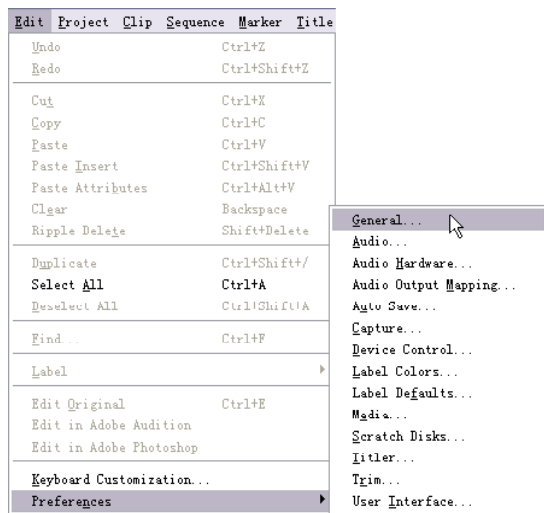 Edit Project Clip Sequence Marker Title
Undo Ctrl+Z
Redo Ctrl+Shift+Z
Cut Ctrl+X
Copy Ctrl+C
Paste Ctrl+V
Paste Insert Ctrl+Shift+V
Paste Attributes Ctrl+Alt+V
Clear Backspace
Ripple Delete Shift+Delete
Duplicate Ctrl+Shift+/
Select All Ctrl+A
Deselect All Ctrl+Shift+A
Find... Ctrl+F
Label
Edit Original Ctrl+E
Edit in Adobe Audition
Edit in Adobe Photoshop
Keyboard Customization...
Preferences
General...
Audio...
Audio Hardware...
Audio Output Mapping...
Auto Save...
Capture...
Device Control...
Label Colors...
Label Defaults...
Media...
Scratch Disks...
Titler...
Trim...
User Interface...